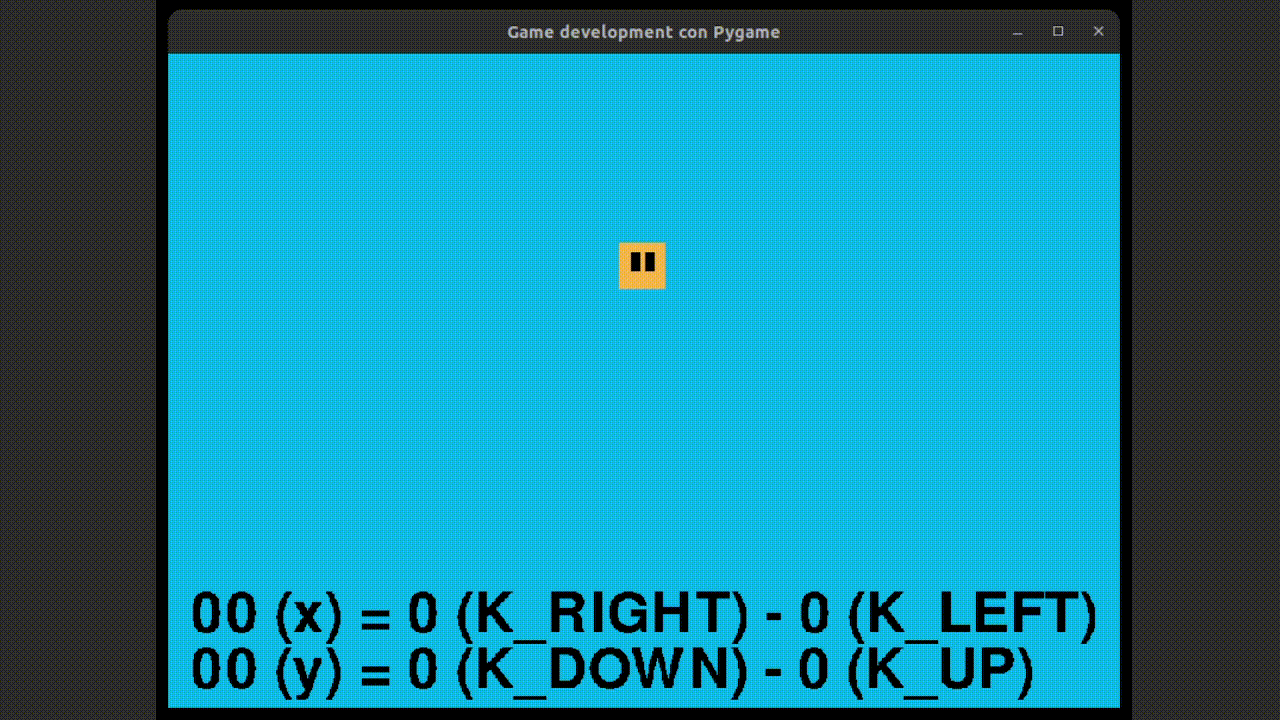 Game development con Pygame
00 (x) = 0 (K_RIGHT) - 0 (K_LEFT)
00 (y) = 0 (K_DOWN) - 0 (K_UP)